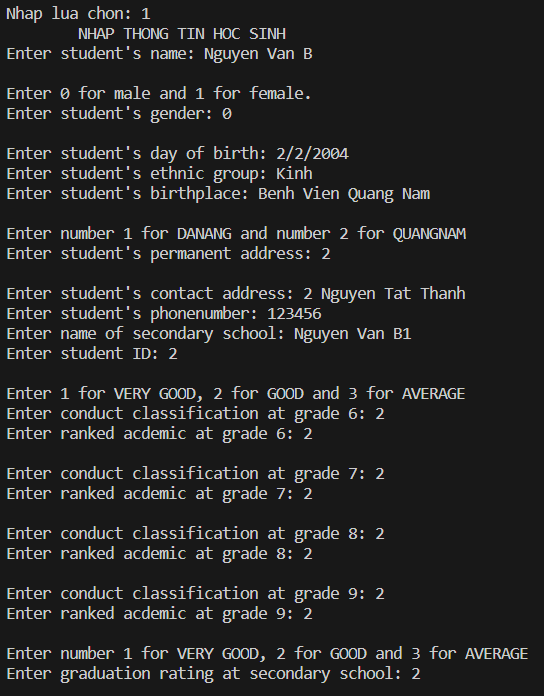 Nhap lua chon: 1
NHAP THONG TIN HOC SINH
Enter student's name: Nguyen Van B
Enter 0 for male and 1 for female.
Enter student's gender: 0
Enter student's day of birth: 2/2/2004
Enter student's ethnic group: Kinh
Enter student's birthplace: Benh Vien Quang Nam
Enter number 1 for DANANG and number 2 for QUANGNAM
Enter student's permanent address: 2
Enter student's contact address: 2 Nguyen Tat Thanh
Enter student's phonenumber: 123456
Enter name of secondary school: Nguyen Van B1
Enter student ID: 2
Enter 1 for VERY GOOD, 2 for GOOD and 3 for AVERAGE
Enter conduct classification at grade 6: 2
Enter ranked acdemic at grade 6: 2
Enter conduct classification at grade 7: 2
Enter ranked acdemic at grade 7: 2
Enter conduct classification at grade 8: 2
Enter ranked acdemic at grade 8: 2
Enter conduct classification at grade 9: 2
Enter ranked acdemic at grade 9: 2
Enter number 1 for VERY GOOD, 2 for GOOD and 3 for AVERAGE
Enter graduation rating at secondary school: 2